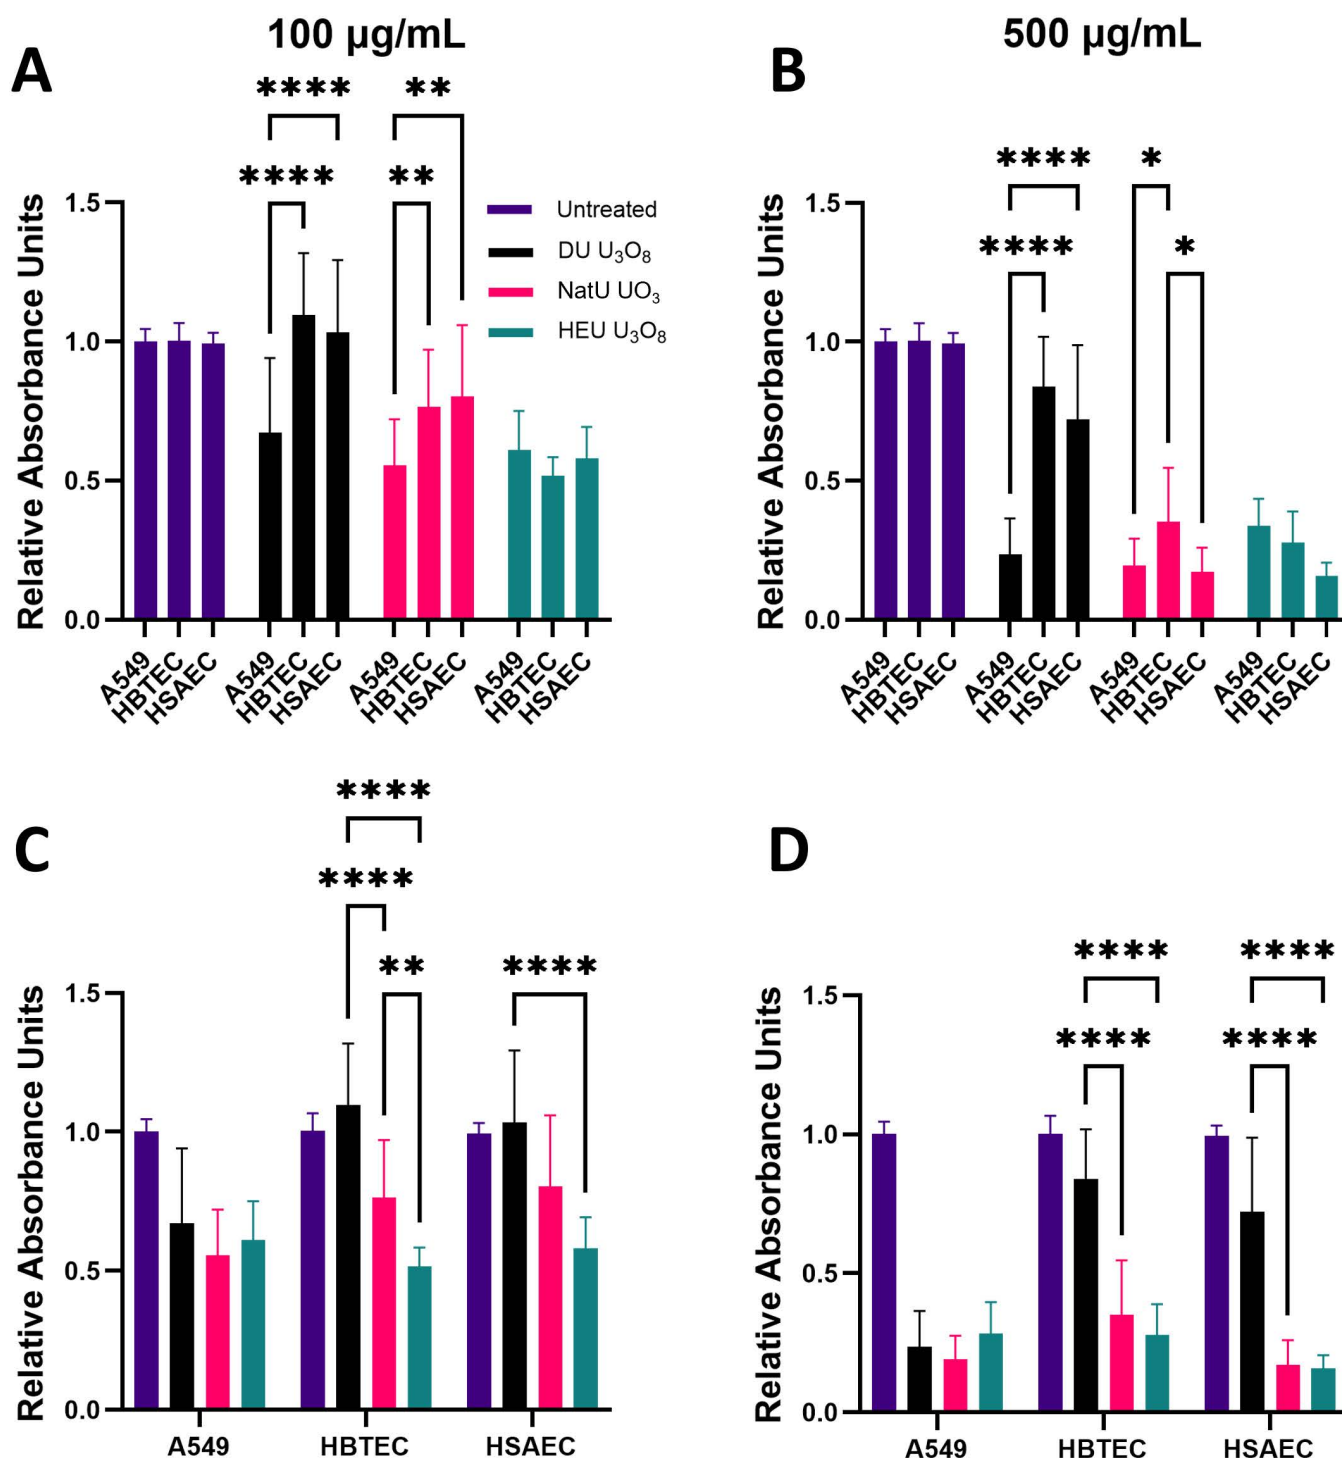 100 µg/mL
500 µg/mL
A
B
**** **
**** **
**** *
**** *
Relative Absorbance Units
1.5
1.0
0.5
0.0
Untreated
DU U₃O₈
NatU UO₃
HEU U₃O₈
A549 HBTEC HSAEC A549 HBTEC HSAEC A549 HBTEC HSAEC A549 HBTEC HSAEC
Relative Absorbance Units
1.5
1.0
0.5
0.0
A549 HBTEC HSAEC A549 HBTEC HSAEC A549 HBTEC HSAEC A549 HBTEC HSAEC
C
D
****
****
** ****
Relative Absorbance Units
1.5
1.0
0.5
0.0
A549 HBTEC HSAEC
**** ****
**** ****
Relative Absorbance Units
1.5
1.0
0.5
0.0
A549 HBTEC HSAEC